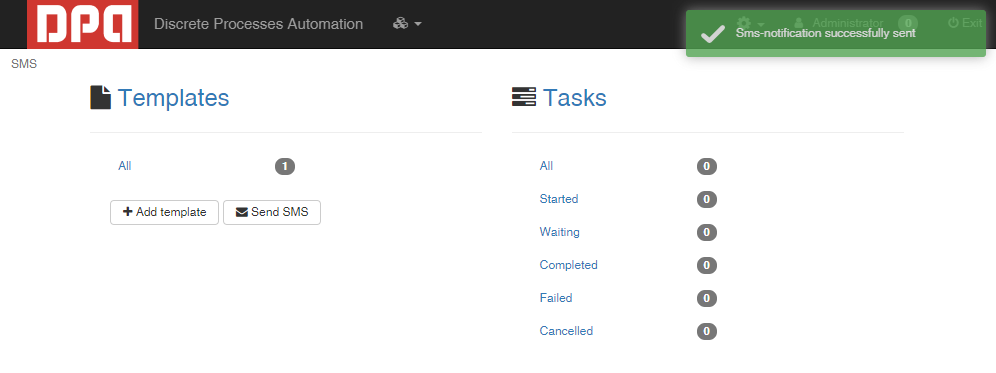 DPA
Discrete Processes Automation
Administrator 0 Exit
Sms-notification successfully sent
SMS
Templates
All 1
Add template Send SMS
Tasks
All 0
Started 0
Waiting 0
Completed 0
Failed 0
Cancelled 0